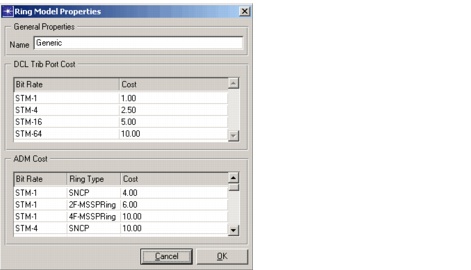 Ring Model Properties
General Properties
Name Generic
DCL Trib Port Cost
Bit Rate Cost
STM-1 1.00
STM-4 2.50
STM-16 5.00
STM-64 10.00
ADM Cost
Bit Rate Ring Type Cost
STM-1 SNCP 4.00
STM-1 2F-MSSPRing 6.00
STM-1 4F-MSSPRing 10.00
STM-4 SNCP 10.00
Cancel OK